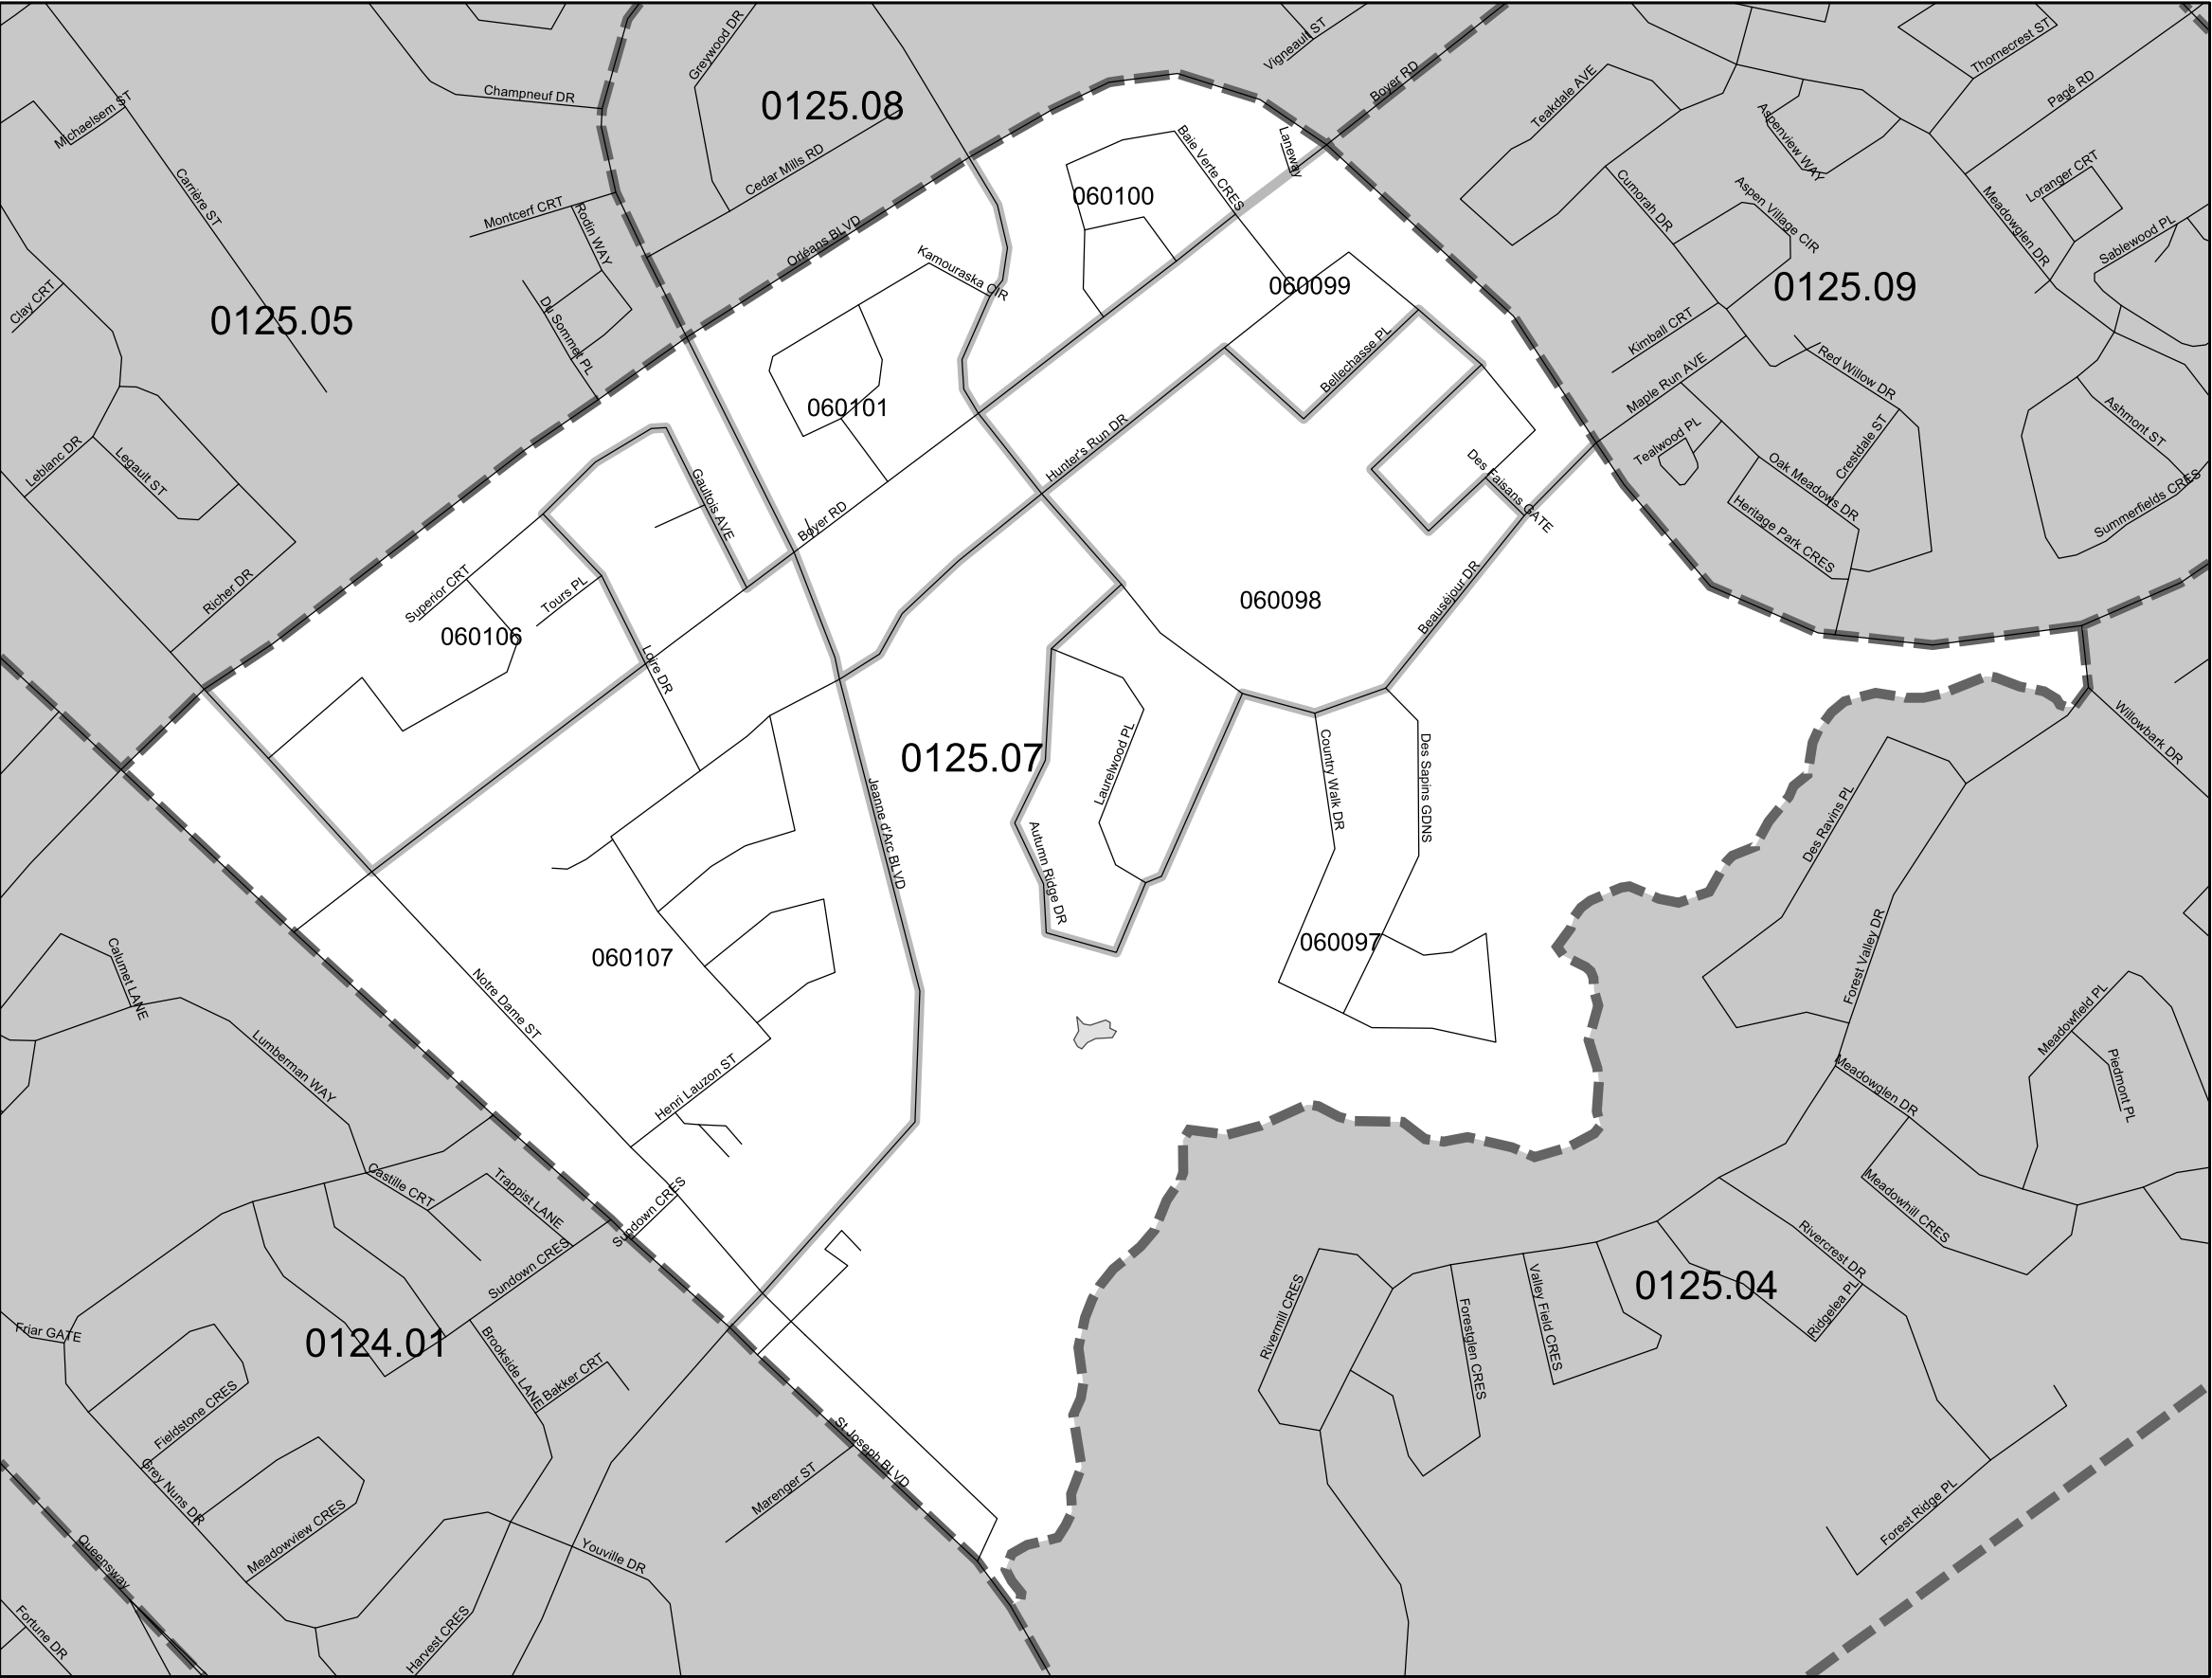 Greywood DR
Vigneault ST
Thornecrest ST
Champneuf DR
0125.08
Boyer RD
Teakdale AVE
Pagé RD
Michaelsem ST
Aspenview WAY
Baie Verte CRES
Laneway
Cedar Mills RD
Carrière ST
Loranger CRT
Montcerf CRT
Rodin WAY
060100
Cumorah DR
Aspen Village CIR
Meadowglen DR
Orléans BLVD
Sablewood PL
Kamouraska CIR
060099
0125.09
Clay CRT
0125.05
Du Sommet PL
Kimball CRT
Bellechasse PL
Red Willow DR
Maple Run AVE
060101
Ashmont ST
Tealwood PL
Crestdale ST
Hunter's Run DR
Leblanc DR
Legault ST
Gaultois AVE
Des Faisans GATE
Oak Meadows DR
Heritage Park CRES
Summerfields CRES
Boyer RD
Richer DR
Superior CRT
Tours PL
060098
Beauséjour DR
060106
Loire DR
Willowbark DR
0125.07
Laurelwood PL
Country Walk DR
Des Sapins GDNS
Jeanne d'Arc BLVD
Des Ravins PL
Autumn Ridge DR
060107
060097
Forest Valley DR
Calumet LANE
Notre Dame ST
Meadowfield PL
Lumberman WAY
Henri Lauzon ST
Meadowglen DR
Piedmont PL
Castille CRT
Trappist LANE
Sundown CRES
Meadowhill CRES
Sundown CRES
Rivercrest DR
0125.04
Ridgelea PL
Friar GATE
0124.01
Rivermill CRES
Forestglen CRES
Valley Field CRES
Brookside LANE
Bakker CRT
Fieldstone CRES
St Joseph BLVD
Grey Nuns DR
Marenger ST
Meadowview CRES
Forest Ridge PL
Queensway
Youville DR
Fortune DR
Harvest CRES